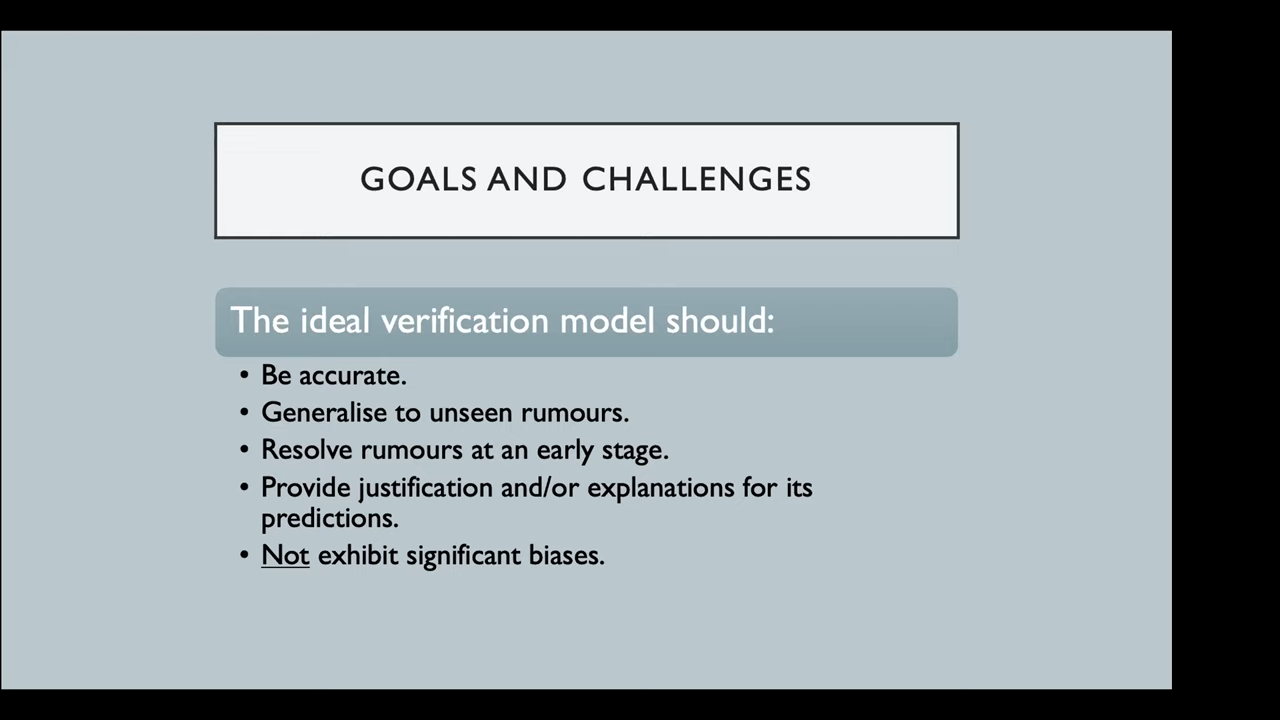 GOALS AND CHALLENGES
The ideal verification model should:
• Be accurate.
• Generalise to unseen rumours.
• Resolve rumours at an early stage.
• Provide justification and/or explanations for its
predictions.
• Not exhibit significant biases.